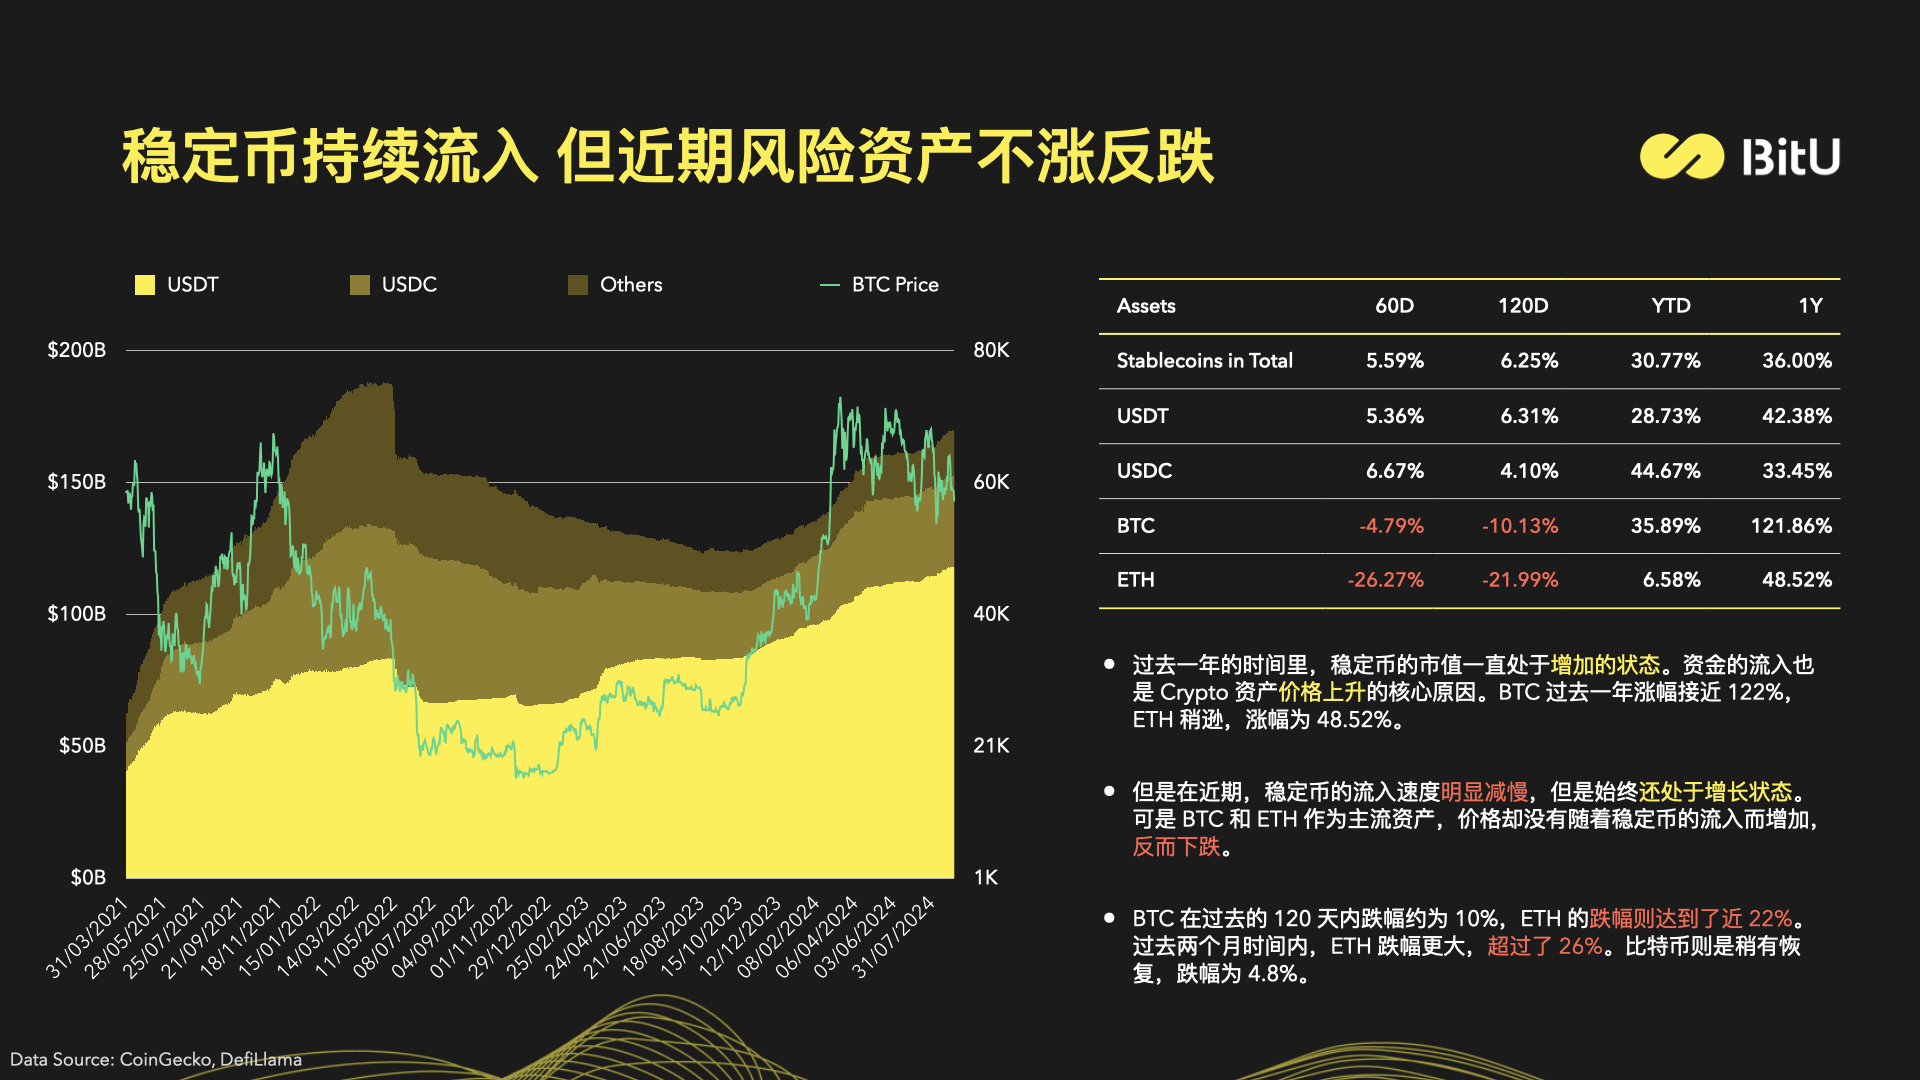 稳定币持续流入 但近期风险资产不涨反跌
BitU
USDT USDC Others BTC Price
$200B
$150B
$100B
$50B
$0B
80K
60K
40K
21K
1K
31/03/2021
28/05/2021
25/07/2021
21/09/2021
18/11/2021
15/01/2022
14/03/2022
11/05/2022
08/07/2022
04/09/2022
01/11/2022
29/12/2022
25/02/2023
24/04/2023
21/06/2023
18/08/2023
15/10/2023
12/12/2023
08/02/2024
06/04/2024
03/06/2024
31/07/2024
Assets 60D 120D YTD 1Y
Stablecoins in Total 5.59% 6.25% 30.77% 36.00%
USDT 5.36% 6.31% 28.73% 42.38%
USDC 6.67% 4.10% 44.67% 33.45%
BTC -4.79% -10.13% 35.89% 121.86%
ETH -26.27% -21.99% 6.58% 48.52%
● 过去一年的时间里，稳定币的市值一直处于增加的状态。资金的流入也
是 Crypto 资产价格上升的核心原因。BTC 过去一年涨幅接近 122%，
ETH 稍逊，涨幅为 48.52%。
● 但是在近期，稳定币的流入速度明显减慢，但是始终还处于增长状态。
可是 BTC 和 ETH 作为主流资产，价格却没有随着稳定币的流入而增加，
反而下跌。
● BTC 在过去的 120 天内跌幅约为 10%，ETH 的跌幅则达到了近 22%。
过去两个月时间内，ETH 跌幅更大，超过了 26%。比特币则是稍有恢
复，跌幅为 4.8%。
Data Source: CoinGecko, DefiLlama